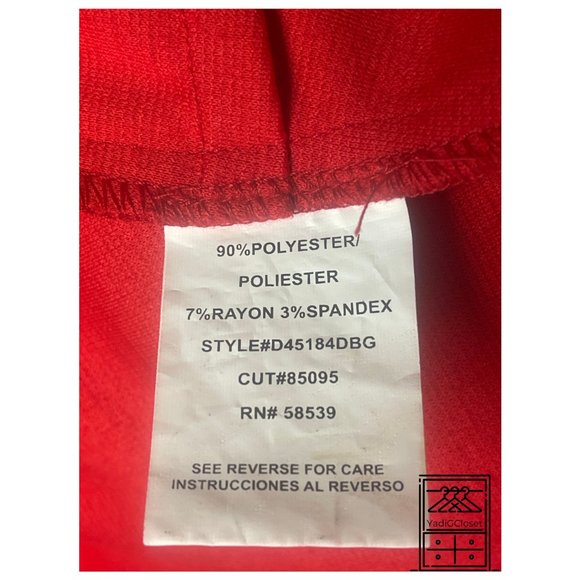 90%POLYESTER/
POLIESTER
7%RAYON 3%SPANDEX
STYLE#D45184DBG
CUT#85095
RN# 58539
SEE REVERSE FOR CARE
INSTRUCCIONES AL REVERSO
YadiGCloset